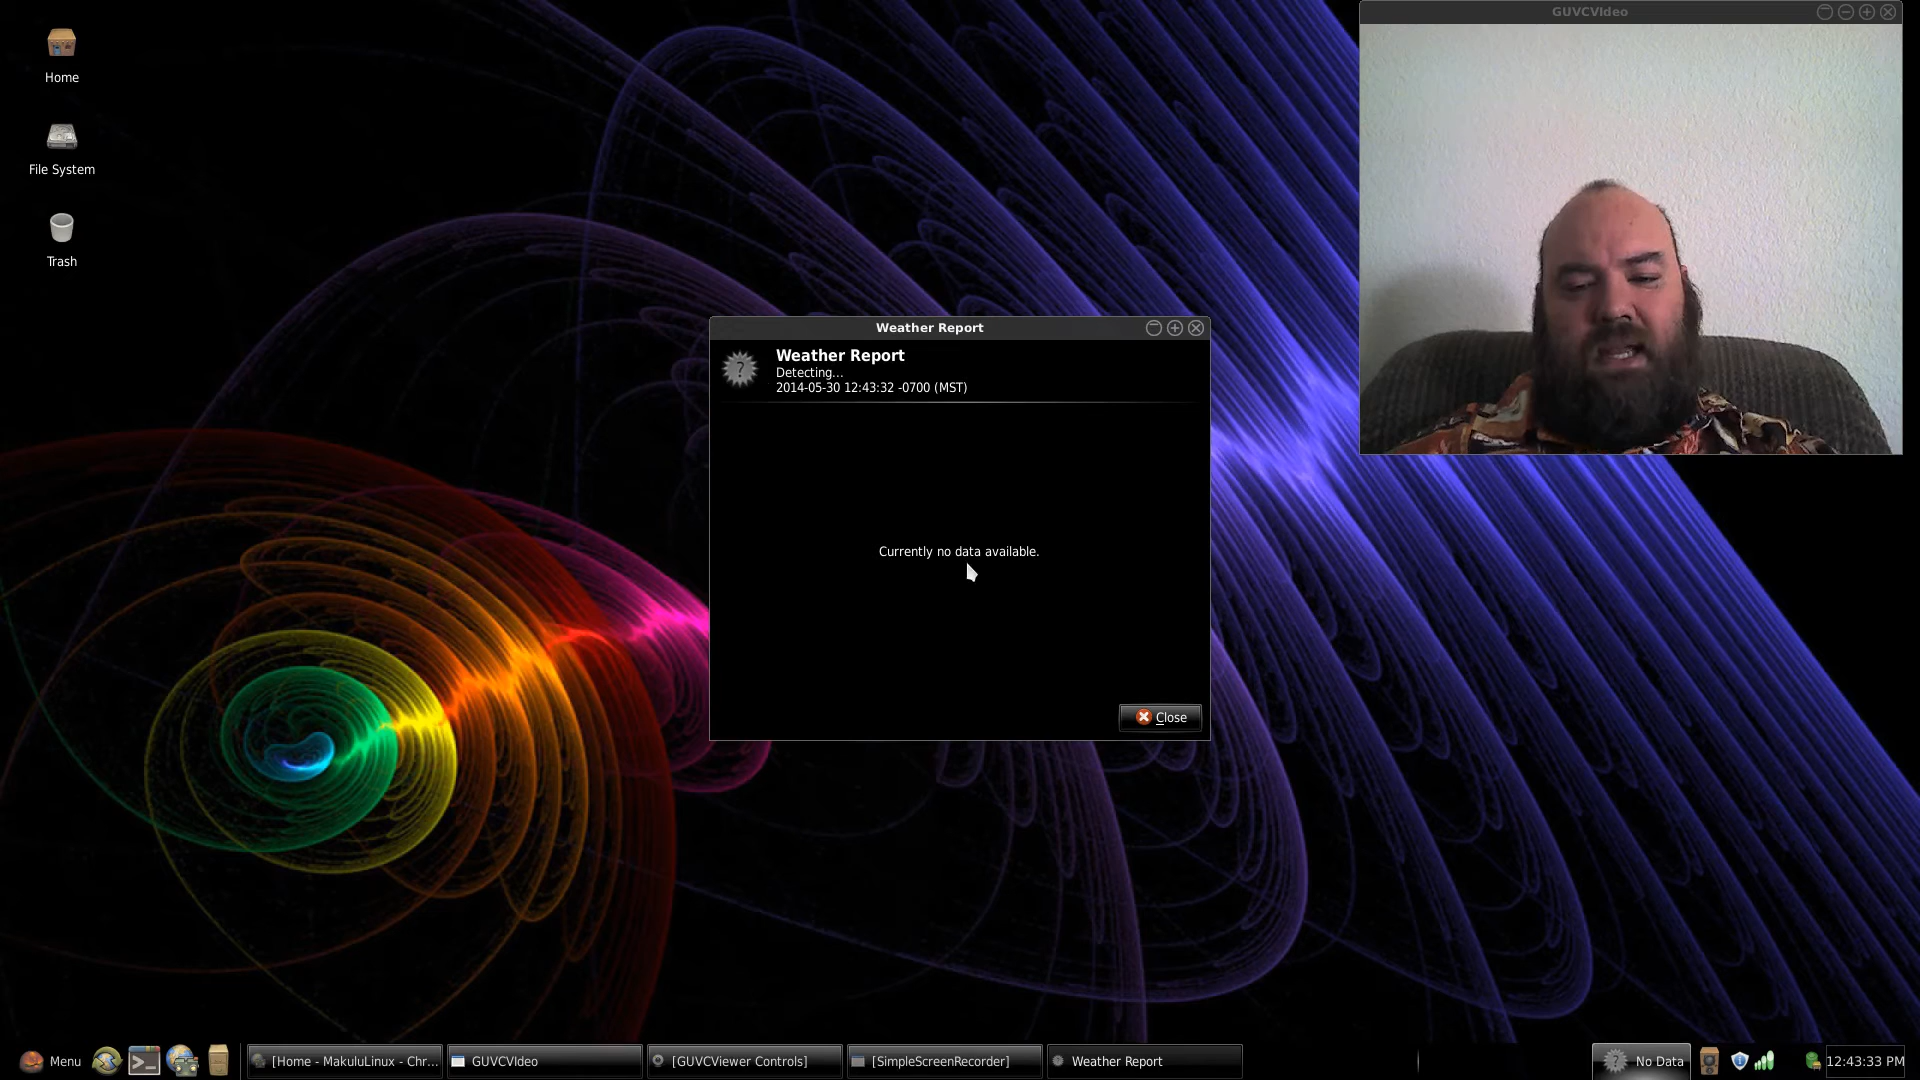 GUVCVIdeo
Home
File System
Trash
Weather Report
Weather Report
Detecting...
2014-05-30 12:43:32 -0700 (MST)
?
Currently no data available.
Close
Menu
[Home - MakuluLinux - Chr...
GUVCVIdeo
[GUVCViewer Controls]
[SimpleScreenRecorder]
Weather Report
No Data
12:43:33 PM